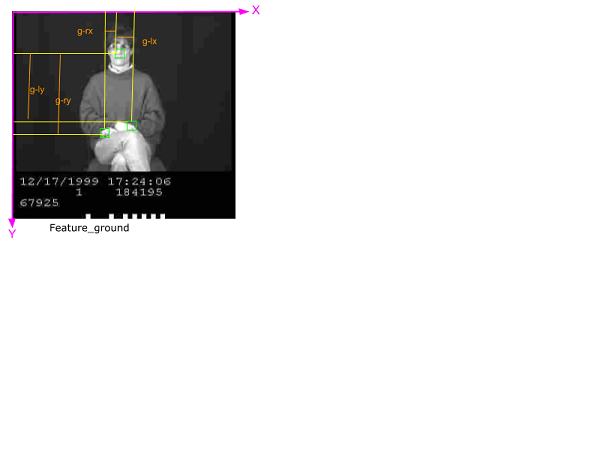 X
g-rx
g-lx
g-ly
g-ry
12/17/1999 17:24:06
1 184195
67925
Y
Feature_ground